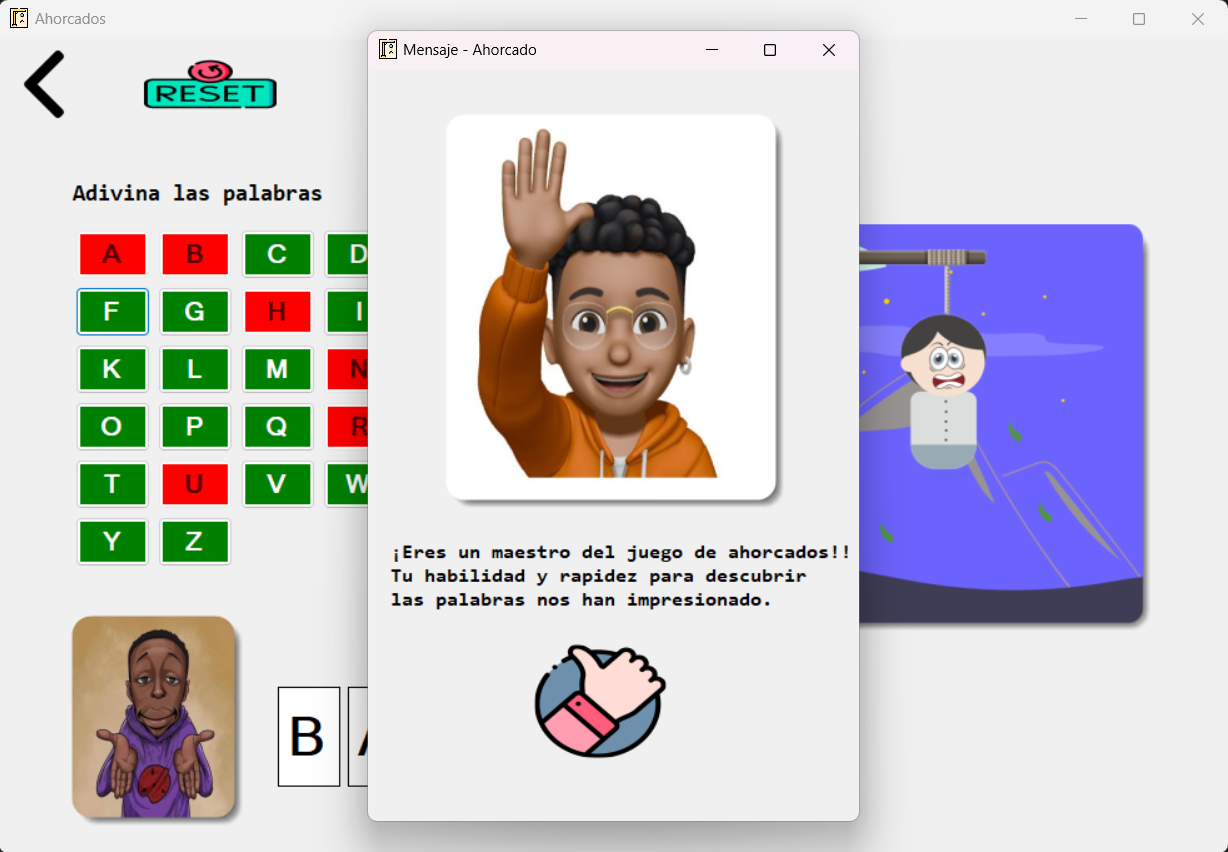 Ahorcados
Mensaje - Ahorcado
RESET
Adivina las palabras
A B C D
F G H I
K L M N
O P Q R
T U V W
Y Z
¡Eres un maestro del juego de ahorcados!!
Tu habilidad y rapidez para descubrir
las palabras nos han impresionado.
B A